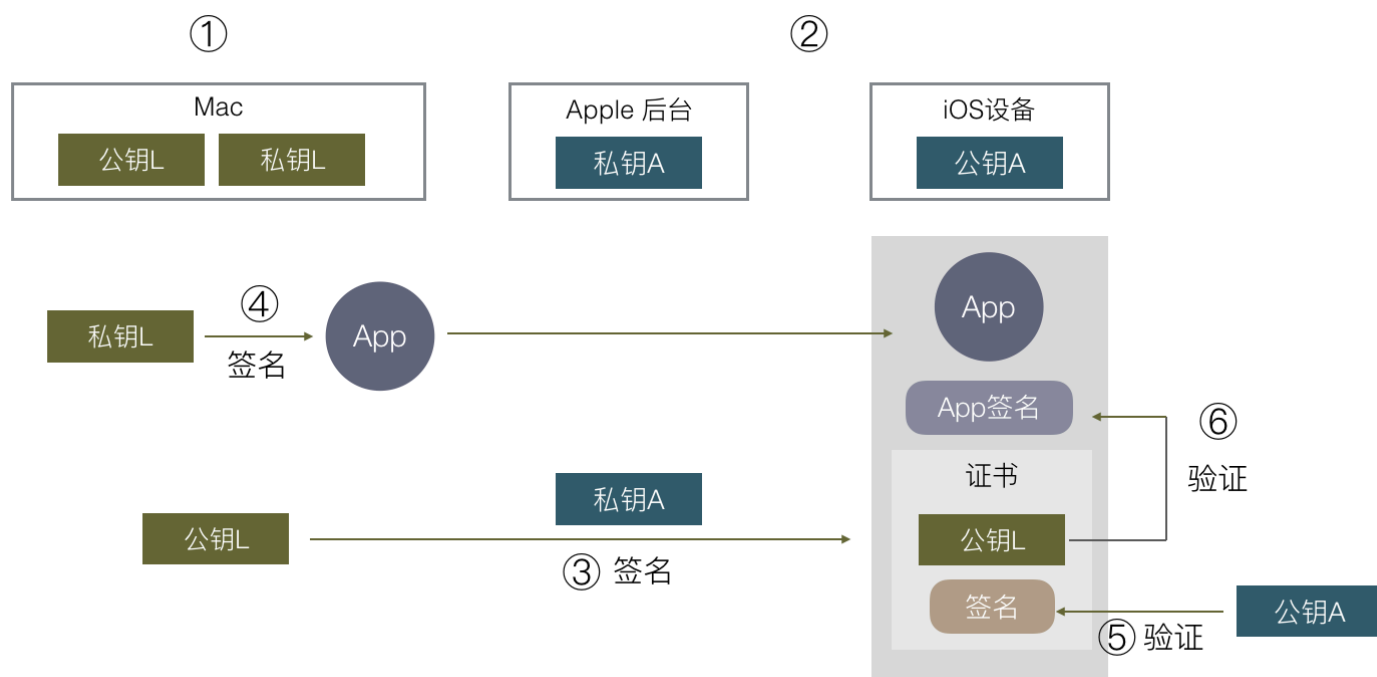 ①
②
Mac
公钥L
私钥L
Apple 后台
私钥A
iOS设备
公钥A
私钥L
④
签名
App
App
App签名
⑥
验证
证书
公钥L
私钥A
③ 签名
公钥L
签名
⑤ 验证
公钥A